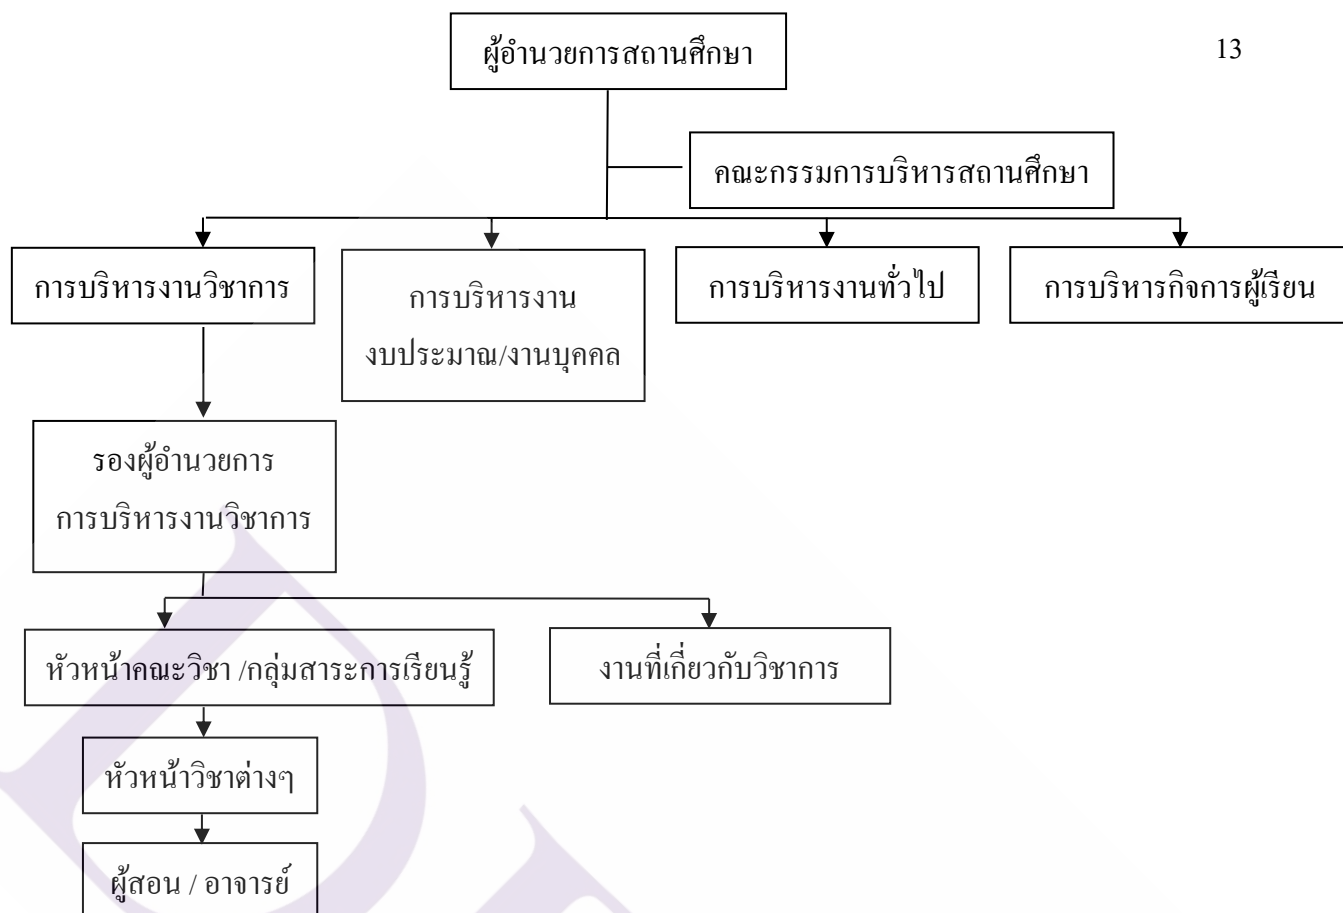 ผู้อำนวยการสถานศึกษา
13
คณะกรรมการบริหารสถานศึกษา
การบริหารงานวิชาการ
การบริหารงาน
งบประมาณ/งานบุคคล
การบริหารงานทั่วไป
การบริหารกิจการผู้เรียน
รองผู้อำนวยการ
การบริหารงานวิชาการ
หัวหน้าคณะวิชา /กลุ่มสาระการเรียนรู้
งานที่เกี่ยวกับวิชาการ
หัวหน้าวิชาต่างๆ
ผู้สอน / อาจารย์